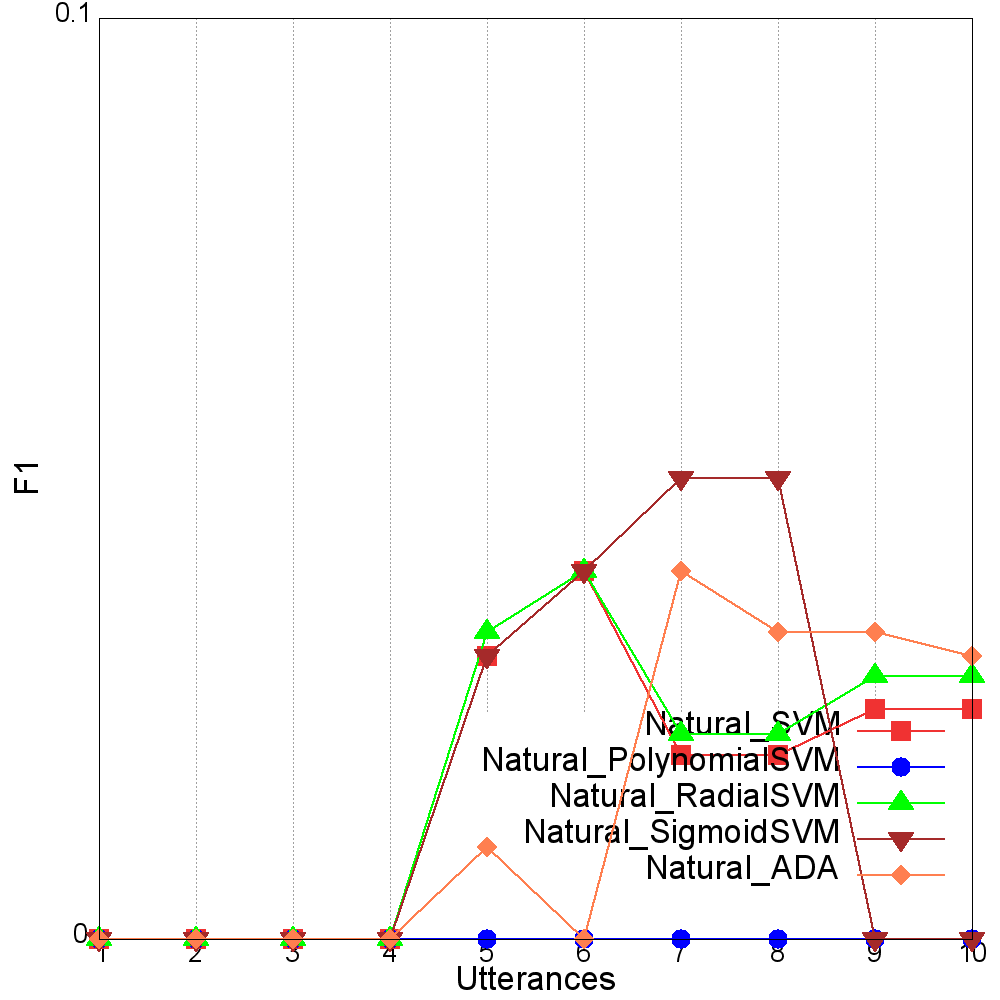 0.1
F1
Natural_SVM
Natural_PolynomialSVM
Natural_RadialSVM
Natural_SigmoidSVM
Natural_ADA
0
1 2 3 4 5 6 7 8 9 10
Utterances